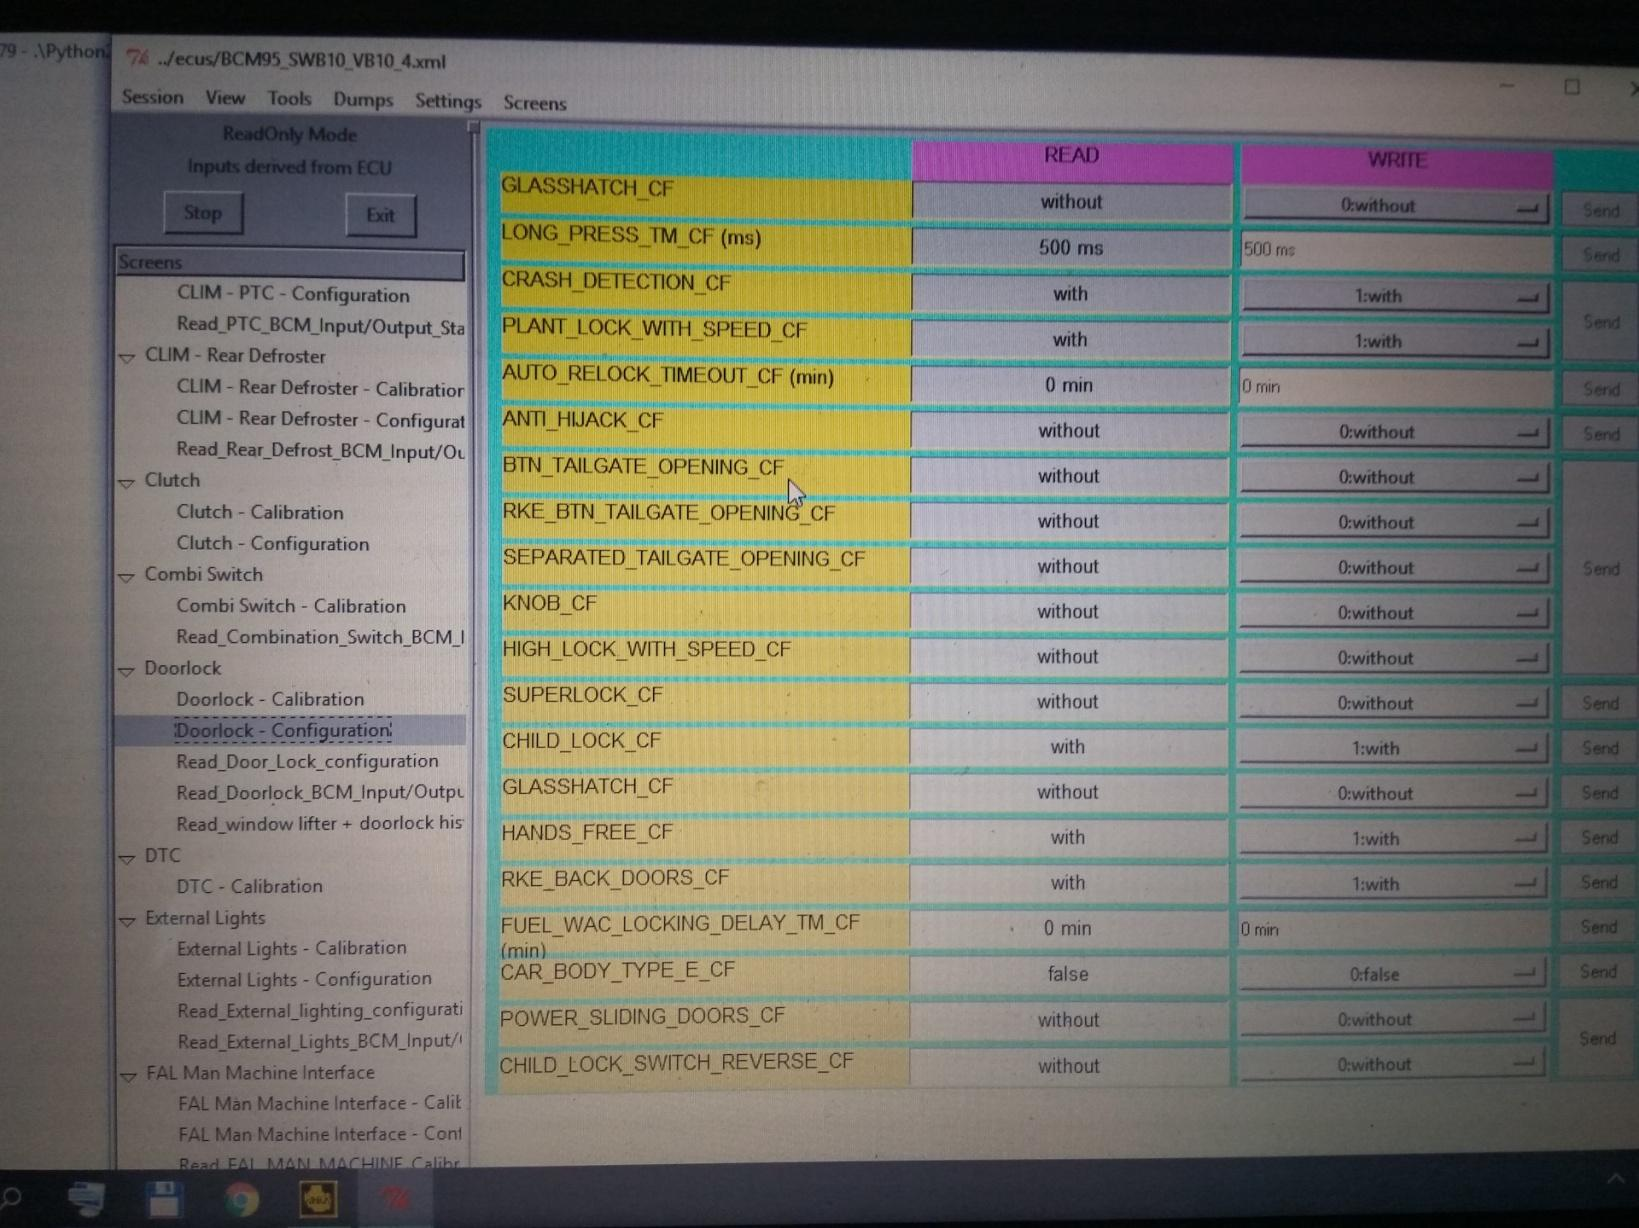 79 - .\Python
../ecus/BCM95_SWB10_VB10_4.xml
Session View Tools Dumps Settings Screens
ReadOnly Mode
Inputs derived from ECU
Stop Exit
Screens
CLIM - PTC - Configuration
Read_PTC_BCM_Input/Output_Sta
CLIM - Rear Defroster
CLIM - Rear Defroster - Calibration
CLIM - Rear Defroster - Configurat
Read_Rear_Defrost_BCM_Input/Ou
Clutch
Clutch - Calibration
Clutch - Configuration
Combi Switch
Combi Switch - Calibration
Read_Combination_Switch_BCM_I
Doorlock
Doorlock - Calibration
Doorlock - Configuration
Read_Door_Lock_configuration
Read_Doorlock_BCM_Input/Outpu
Read_window lifter + doorlock his
DTC
DTC - Calibration
External Lights
External Lights - Calibration
External Lights - Configuration
Read_External_lighting_configurati
Read_External_Lights_BCM_Input/
FAL Man Machine Interface
FAL Man Machine Interface - Calib
FAL Man Machine Interface - Conf
Read_FAL_MAN_MACHINE_Calibr
READ WRITE
GLASSHATCH_CF without 0:without Send
LONG_PRESS_TM_CF (ms) 500 ms 500 ms Send
CRASH_DETECTION_CF with 1:with
Send
PLANT_LOCK_WITH_SPEED_CF with 1:with
AUTO_RELOCK_TIMEOUT_CF (min) 0 min 0 min Send
ANTI_HIJACK_CF without 0:without Send
BTN_TAILGATE_OPENING_CF without 0:without
RKE_BTN_TAILGATE_OPENING_CF without 0:without
SEPARATED_TAILGATE_OPENING_CF without 0:without Send
KNOB_CF without 0:without
HIGH_LOCK_WITH_SPEED_CF without 0:without
SUPERLOCK_CF without 0:without Send
CHILD_LOCK_CF with 1:with Send
GLASSHATCH_CF without 0:without Send
HANDS_FREE_CF with 1:with Send
RKE_BACK_DOORS_CF with 1:with Send
FUEL_WAC_LOCKING_DELAY_TM_CF 0 min 0 min Send
(min)
CAR_BODY_TYPE_E_CF false 0:false Send
POWER_SLIDING_DOORS_CF without 0:without
Send
CHILD_LOCK_SWITCH_REVERSE_CF without 0:without